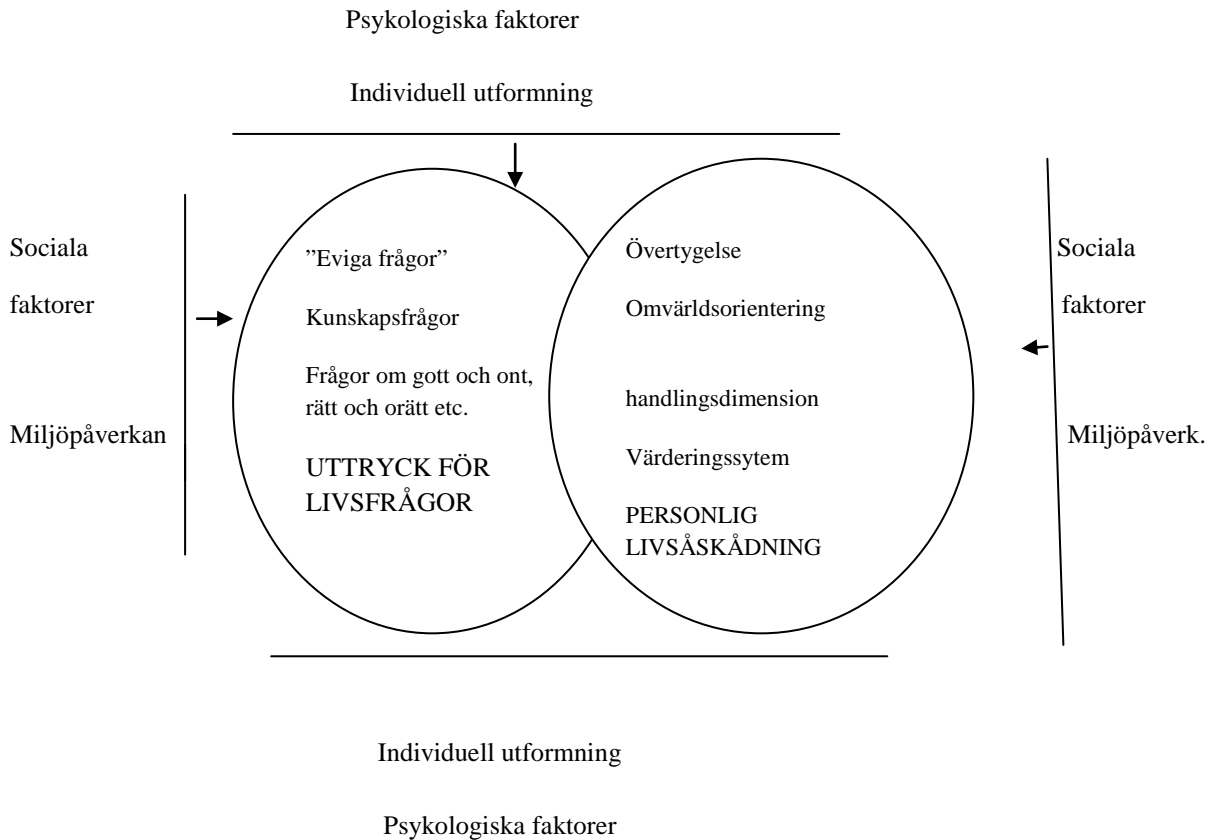 Psykologiska faktorer
Individuell utformning
Sociala
faktorer
Miljöpåverkan
”Eviga frågor”
Kunskapsfrågor
Frågor om gott och ont,
rätt och orätt etc.
UTTRYCK FÖR
LIVSFRÅGOR
Övertygelse
Omvärldsorientering
handlingsdimension
Värderingssytem
PERSONLIG
LIVSÅSKÅDNING
Sociala
faktorer
Miljöpåverk.
Individuell utformning
Psykologiska faktorer